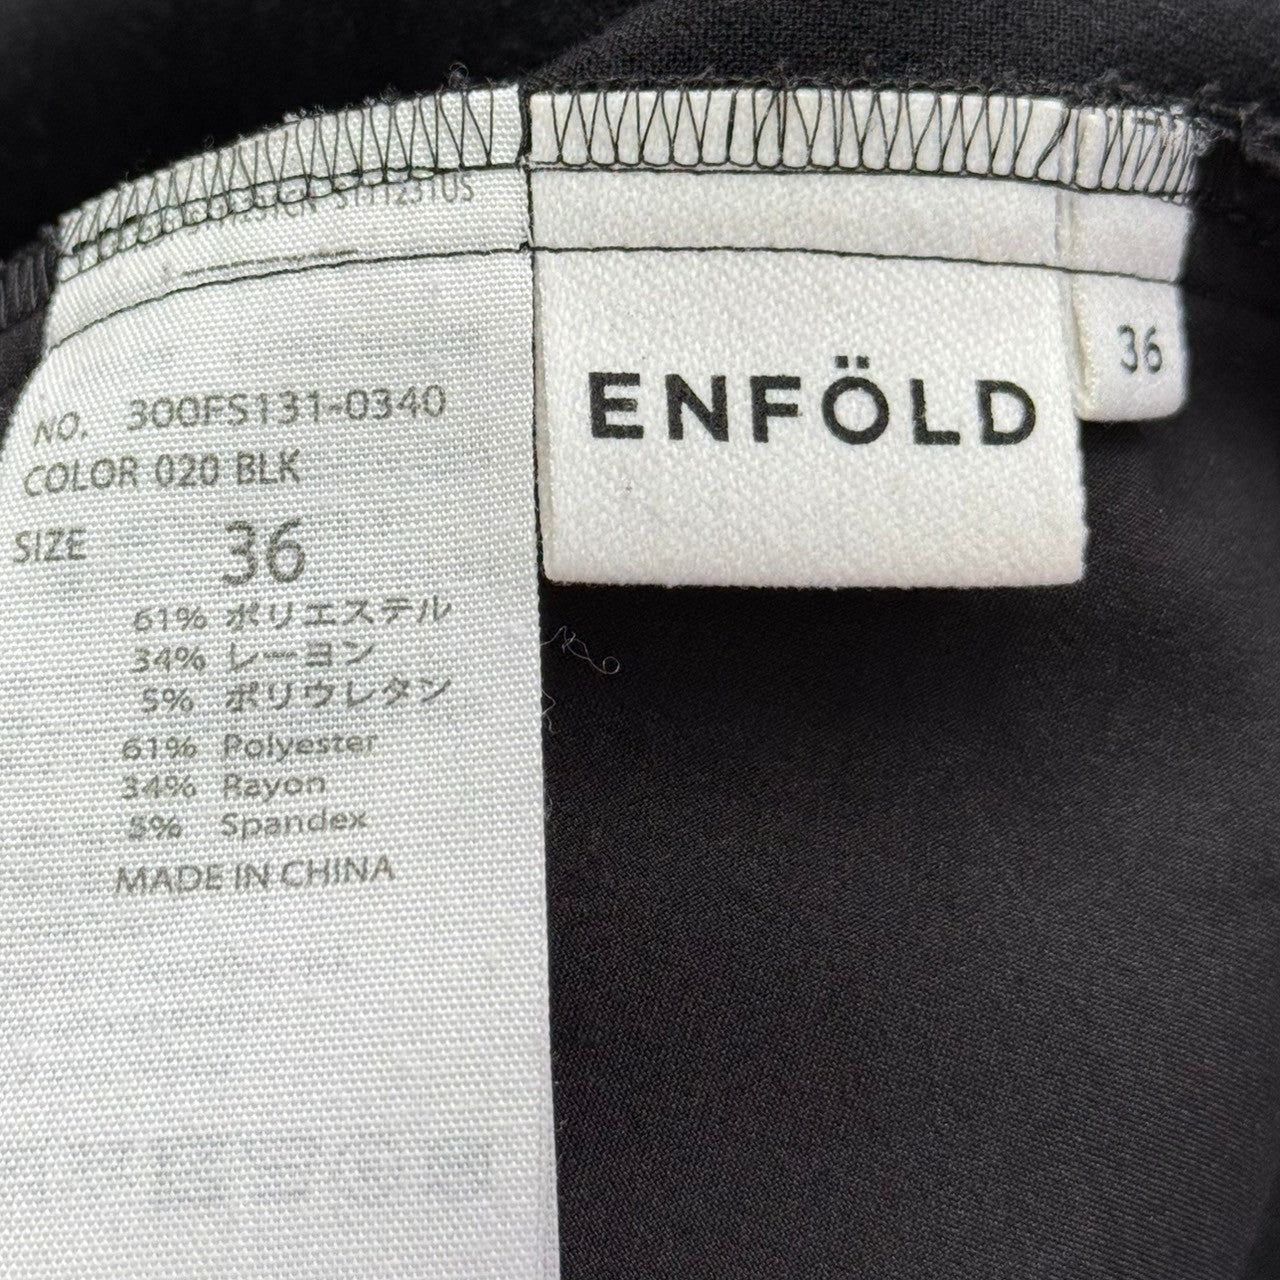 ENFÖLD
36
NO. 300FS131-0340
COLOR 020 BLK
SIZE 36
61% ポリエステル
34% レーヨン
5% ポリウレタン
61% Polyester
34% Rayon
5% Spandex
MADE IN CHINA